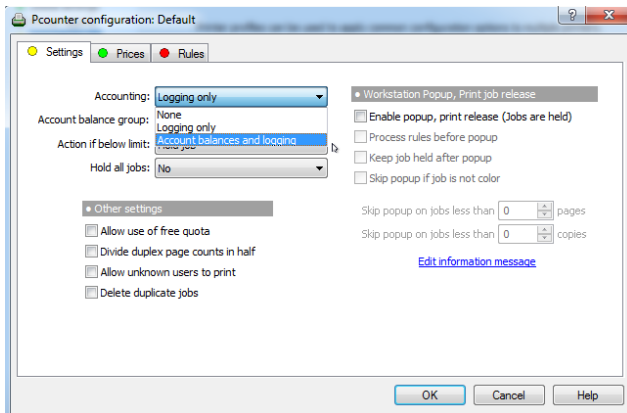 Pcounter configuration: Default
Settings
Prices
Rules
Accounting: Logging only
None
Logging only
Account balances and logging
Account balance group:
Action if below limit: Hold job
Hold all jobs: No
• Other settings
Allow use of free quota
Divide duplex page counts in half
Allow unknown users to print
Delete duplicate jobs
• Workstation Popup, Print job release
Enable popup, print release (Jobs are held)
Process rules before popup
Keep job held after popup
Skip popup if job is not color
Skip popup on jobs less than 0 pages
Skip popup on jobs less than 0 copies
Edit information message
OK
Cancel
Help